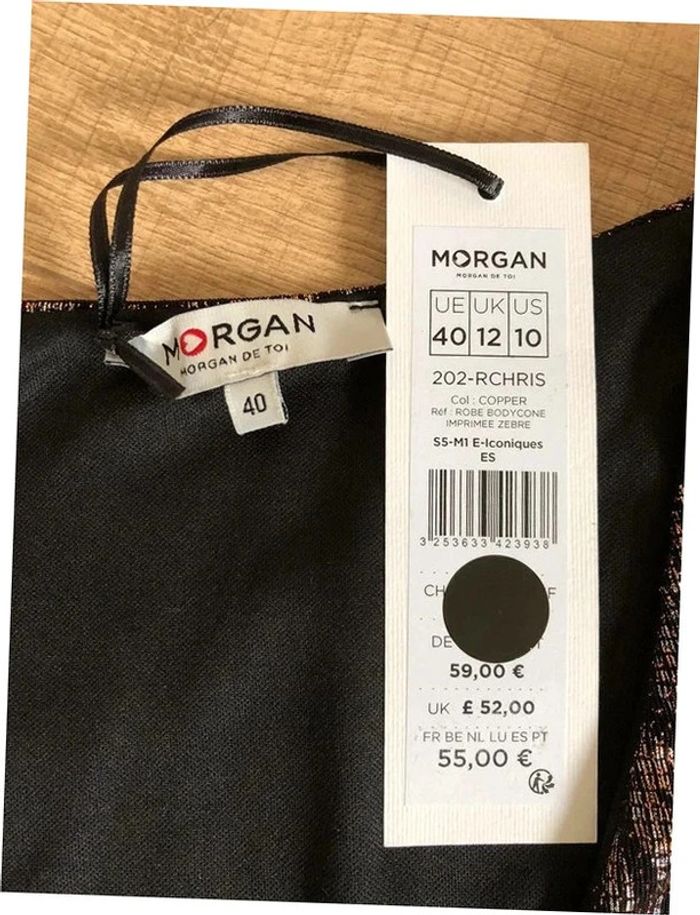 MORGAN
MORGAN DE TOI
40
MORGAN
MORGAN DE TOI
UE UK US
40 12 10
202-RCHRIS
Col : COPPER
Réf : ROBE BODYCONE
IMPRIMEE ZEBRE
S5-M1 E-Iconiques
ES
3 253633 423938
CH F
DE
59,00 €
UK £ 52,00
FR BE NL LU ES PT
55,00 €